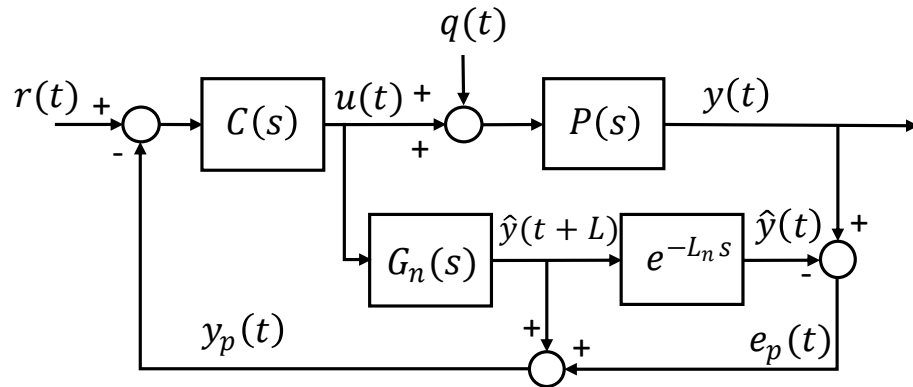 q(t)
r(t) + - C(s) u(t) + + P(s) y(t)
G_n(s) ŷ(t + L) e^{-L_n s} ŷ(t) + -
y_p(t) + + e_p(t)